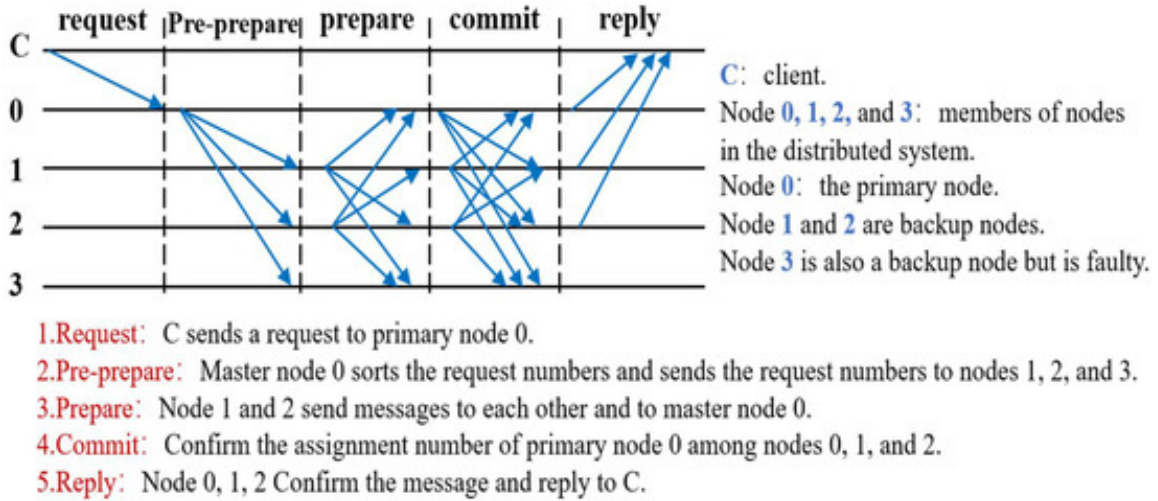 request Pre-prepare prepare commit reply
C
0
1
2
3
C: client.
Node 0, 1, 2, and 3: members of nodes
in the distributed system.
Node 0: the primary node.
Node 1 and 2 are backup nodes.
Node 3 is also a backup node but is faulty.
1.Request: C sends a request to primary node 0.
2.Pre-prepare: Master node 0 sorts the request numbers and sends the request numbers to nodes 1, 2, and 3.
3.Prepare: Node 1 and 2 send messages to each other and to master node 0.
4.Commit: Confirm the assignment number of primary node 0 among nodes 0, 1, and 2.
5.Reply: Node 0, 1, 2 Confirm the message and reply to C.